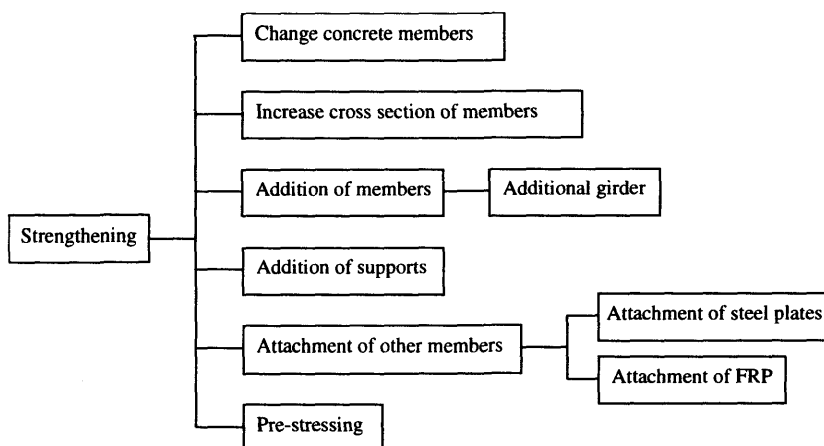 Change concrete members
Increase cross section of members
Addition of members
Additional girder
Strengthening
Addition of supports
Attachment of steel plates
Attachment of other members
Attachment of FRP
Pre-stressing